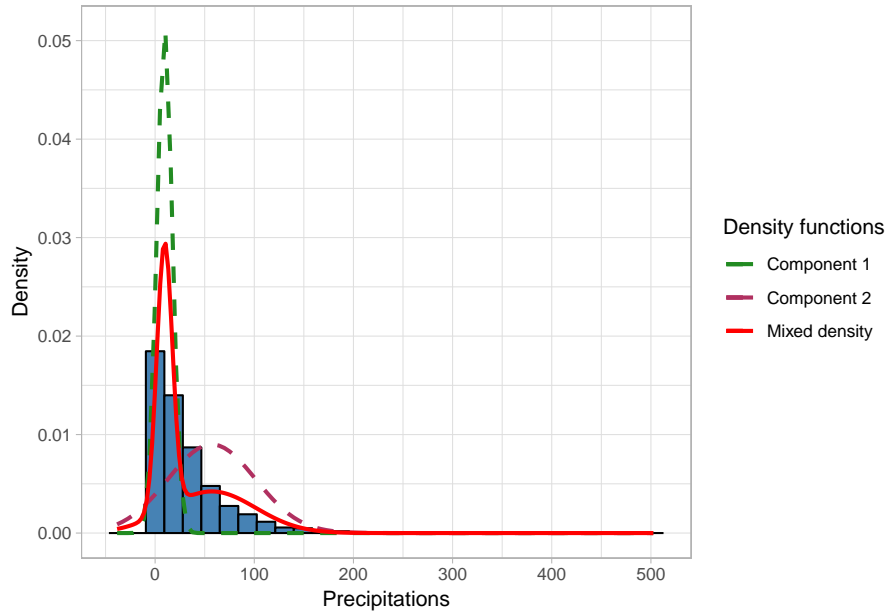 0.05
0.04
0.03
0.02
0.01
0.00
Density
0 100 200 300 400 500
Precipitations
Density functions
Component 1
Component 2
Mixed density